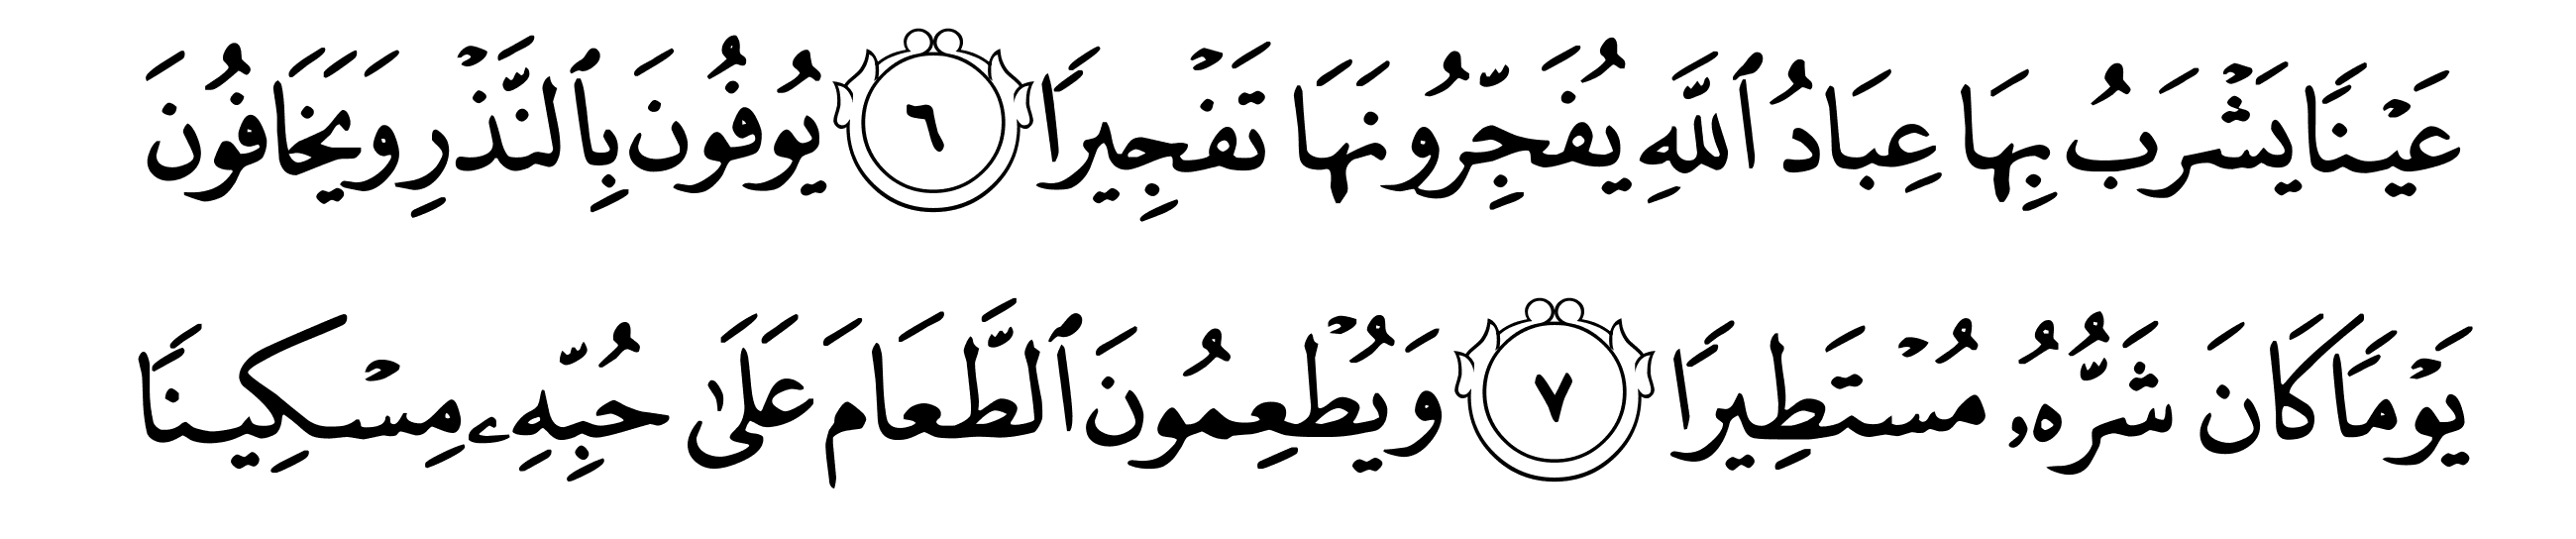 عَيْنًا يَشْرَبُ بِهَا عِبَادُ ٱللَّهِ يُفَجِّرُونَهَا تَفْجِيرًا ٦ يُوفُونَ بِٱلنَّذْرِ وَيَخَافُونَ
يَوْمًا كَانَ شَرُّهُۥ مُسْتَطِيرًا ٧ وَيُطْعِمُونَ ٱلطَّعَامَ عَلَىٰ حُبِّهِۦ مِسْكِينًا